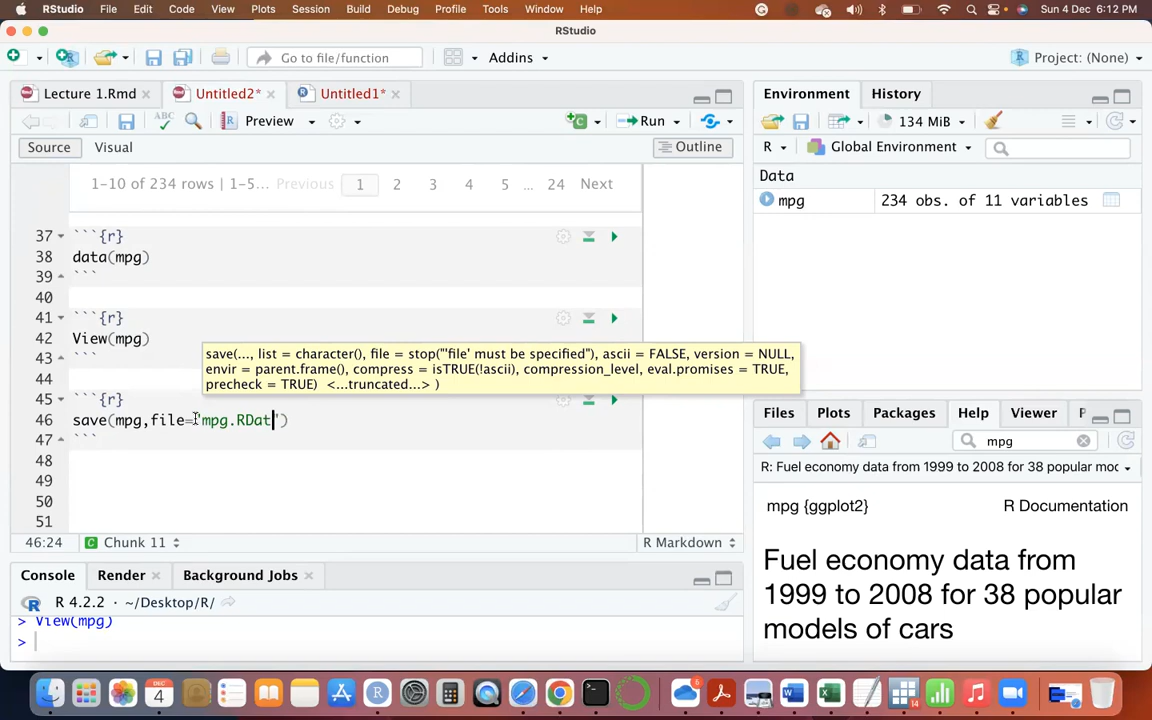 RStudio File Edit Code View Plots Session Build Debug Profile Tools Window Help Sun 4 Dec 6:12 PM
RStudio
Go to file/function Addins Project: (None)
Lecture 1.Rmd Untitled2* Untitled1* Environment History
Preview Run 134 MiB
Source Visual Outline R Global Environment
1-10 of 234 rows | 1-5... Previous 1 2 3 4 5 ... 24 Next
Data
mpg 234 obs. of 11 variables
37 ```{r}
38 data(mpg)
39 ```
40
41 ```{r}
42 View(mpg)
43 ```
save(..., list = character(), file = stop("'file' must be specified"), ascii = FALSE, version = NULL,
envir = parent.frame(), compress = isTRUE(!ascii), compression_level, eval.promises = TRUE,
precheck = TRUE) <...truncated...> )
44
45 ```{r}
46 save(mpg,file='mpg.RDat')
47 ```
48
49
50
51
46:24 Chunk 11 R Markdown
Files Plots Packages Help Viewer P
mpg
R: Fuel economy data from 1999 to 2008 for 38 popular moc
mpg {ggplot2} R Documentation
Fuel economy data from
1999 to 2008 for 38 popular
models of cars
Console Render Background Jobs
R 4.2.2 · ~/Desktop/R/
> View(mpg)
>